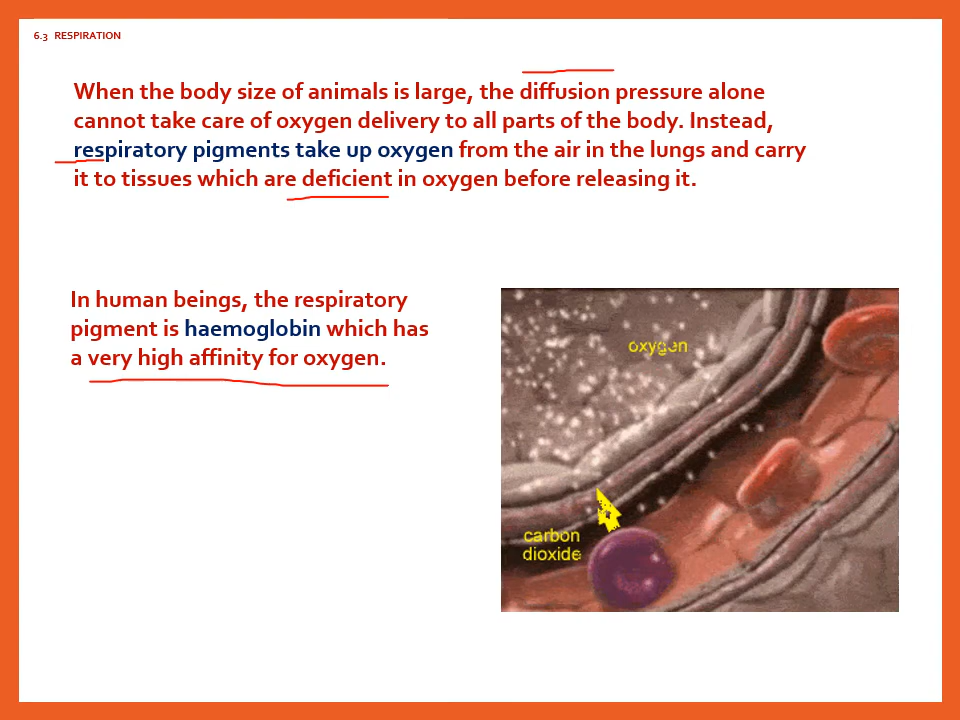 6.3 RESPIRATION
When the body size of animals is large, the diffusion pressure alone
cannot take care of oxygen delivery to all parts of the body. Instead,
respiratory pigments take up oxygen from the air in the lungs and carry
it to tissues which are deficient in oxygen before releasing it.
In human beings, the respiratory
pigment is haemoglobin which has
a very high affinity for oxygen.
oxygen
carbon
dioxide